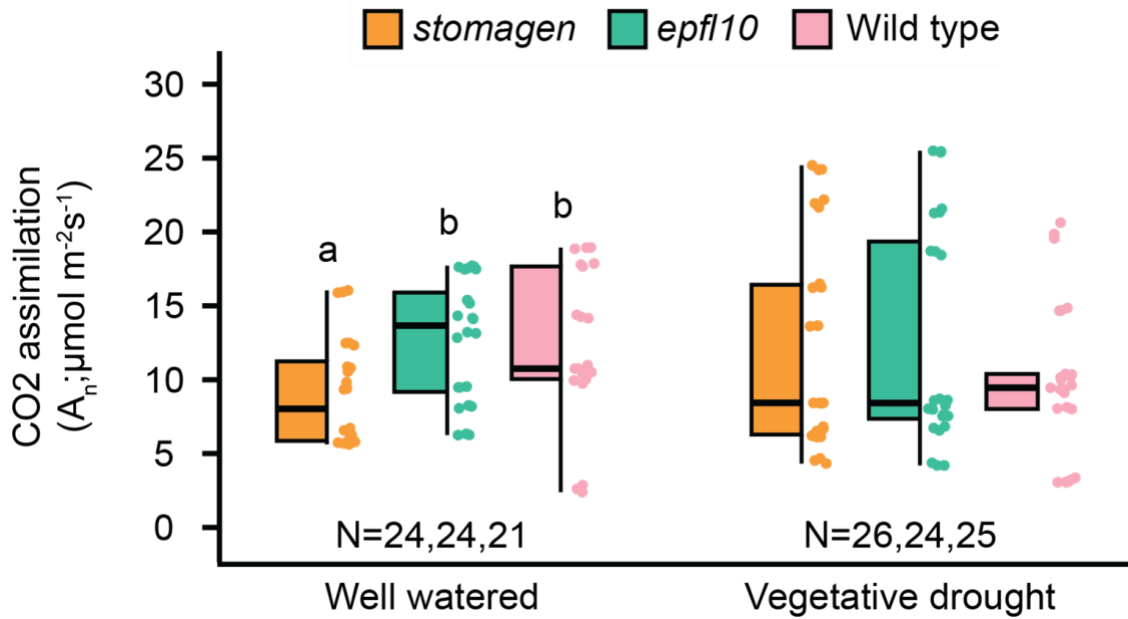 stomagen epfl10 Wild type
CO2 assimilation
(Aₙ;µmol m⁻²s⁻¹)
30
25
20
15
10
5
0
a
b
b
N=24,24,21
N=26,24,25
Well watered
Vegetative drought